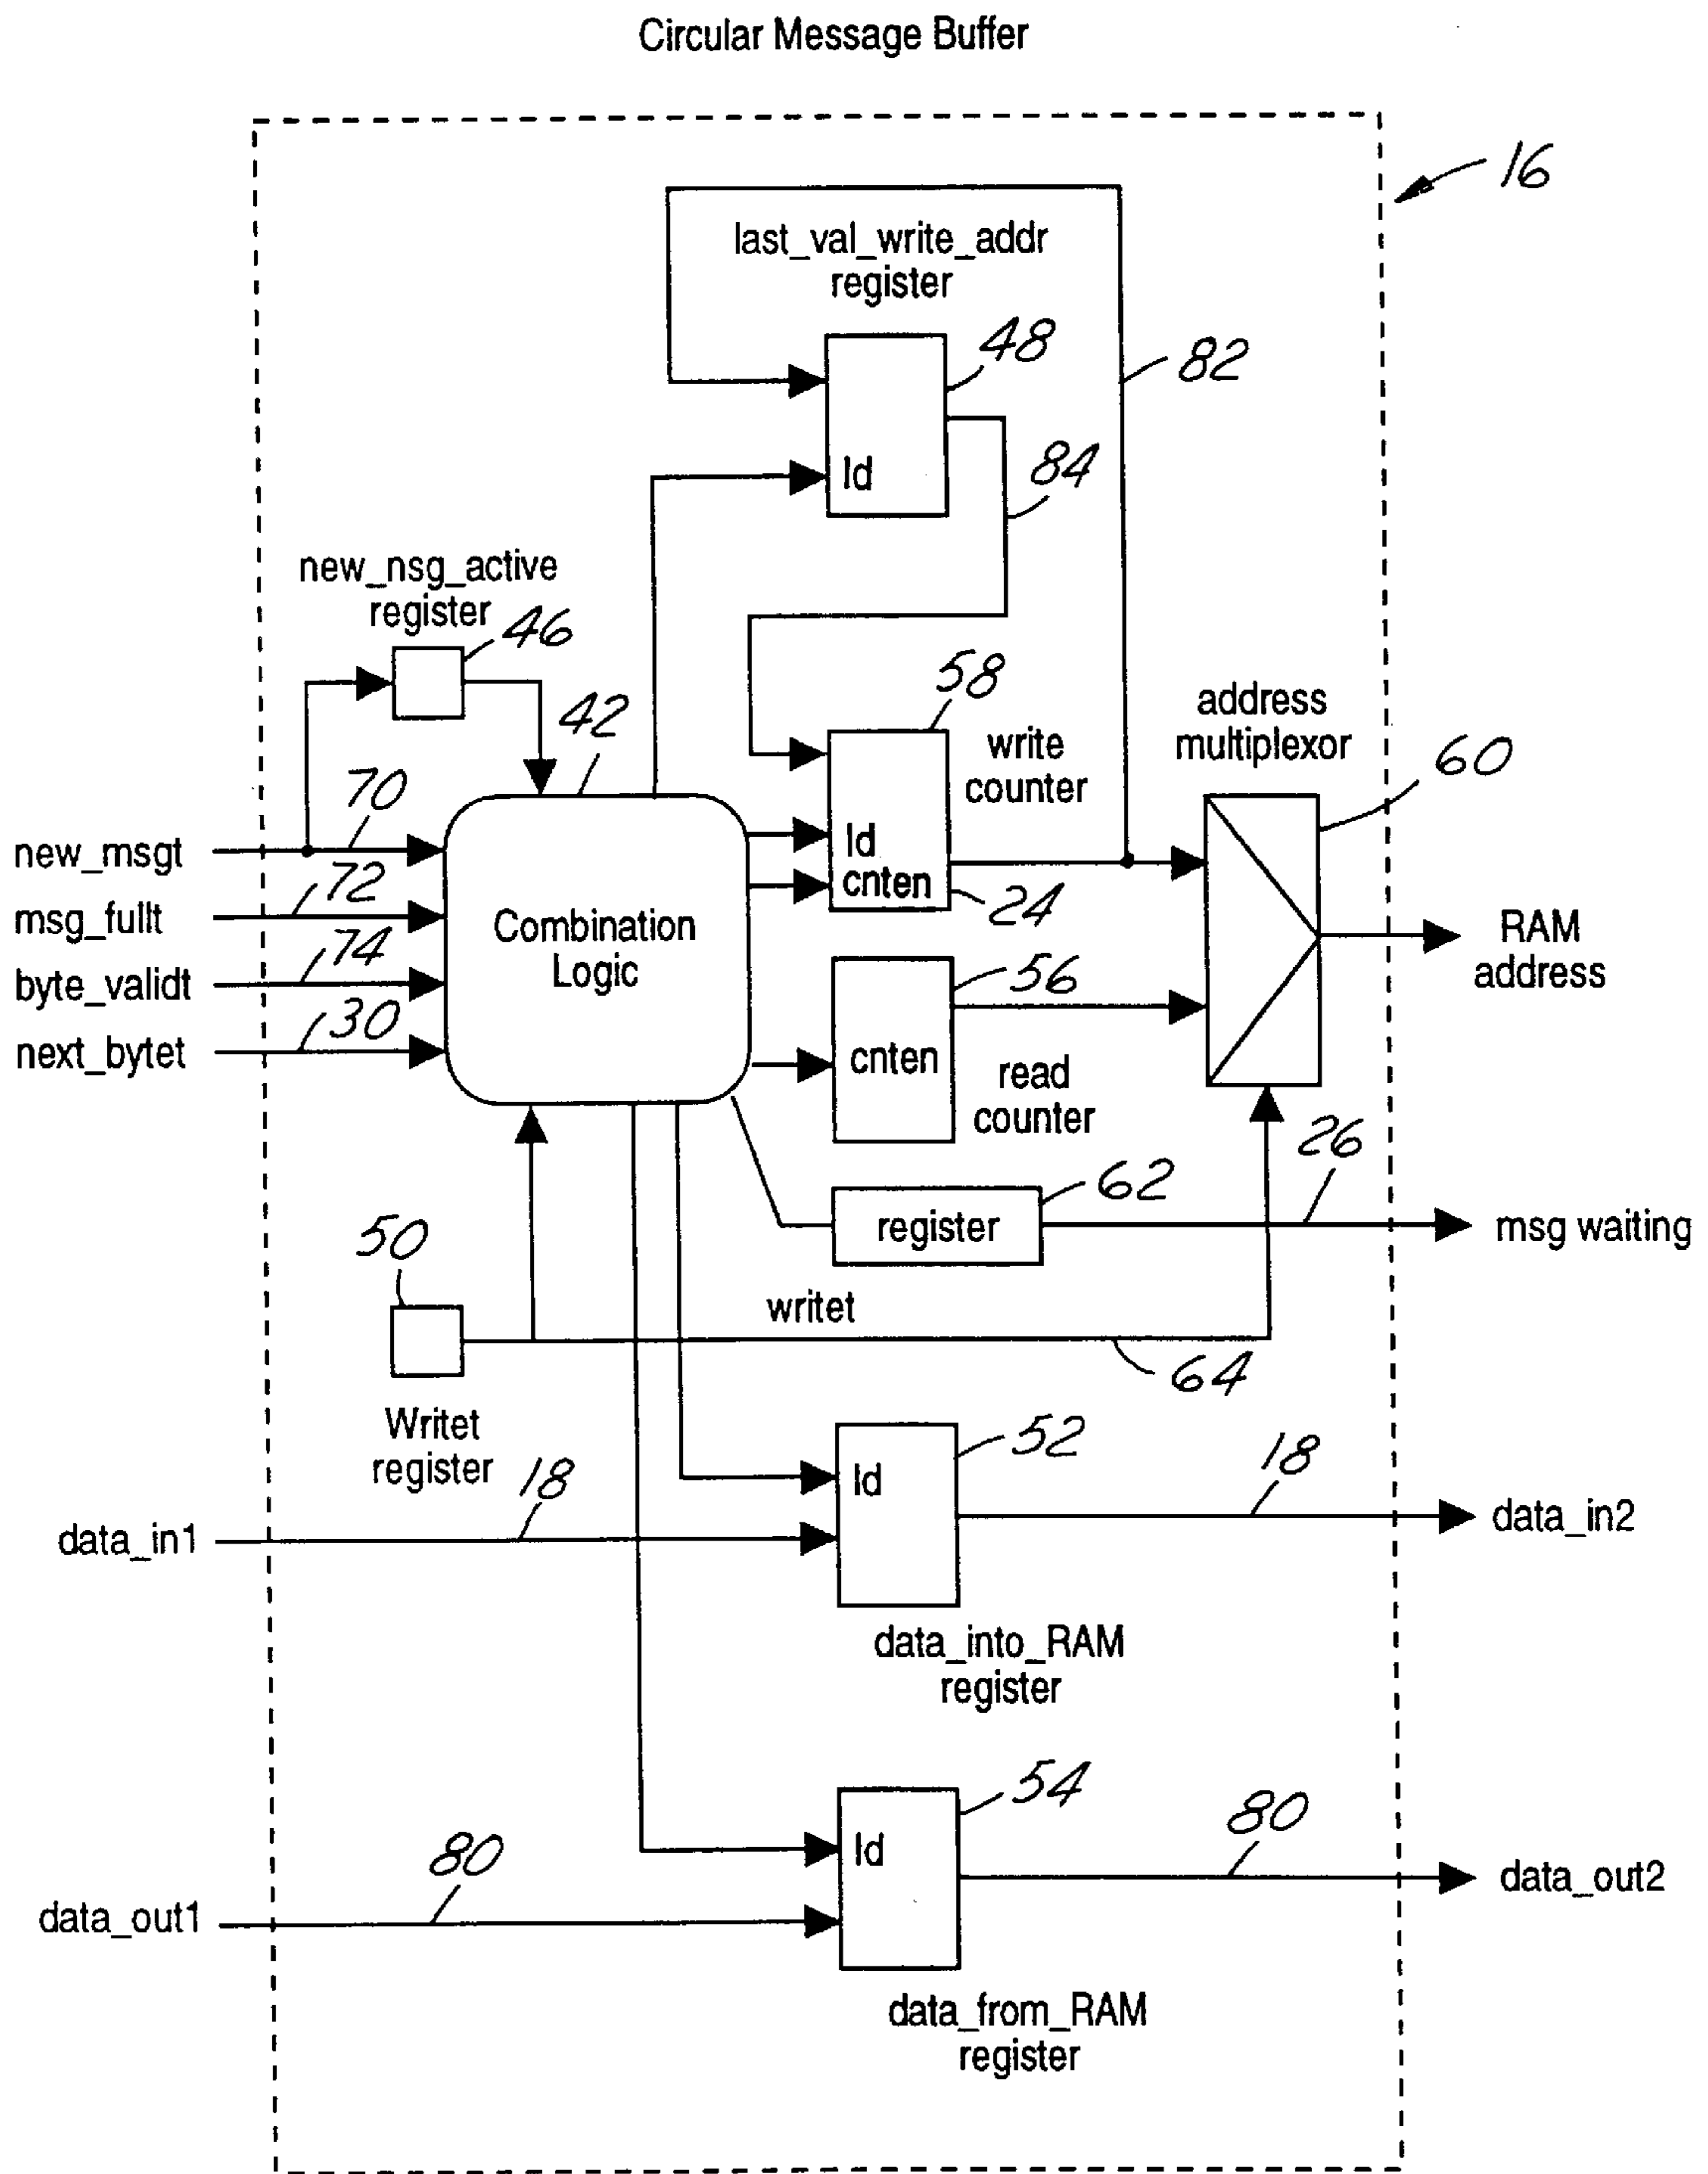 Circular Message Buffer
16
last_val_write_addr
register
48
82
ld
84
new_nsg_active
register
46
58
42
write
counter
address
multiplexor
60
70
new_msgt
ld
72
cnten
24
msg_fullt
Combination
Logic
RAM
address
74
byte_validt
56
30
next_bytet
cnten
read
counter
26
62
register
msg waiting
50
writet
64
Writet
register
52
18
18
ld
data_in1
data_in2
data_into_RAM
register
54
80
80
ld
data_out1
data_out2
data_from_RAM
register